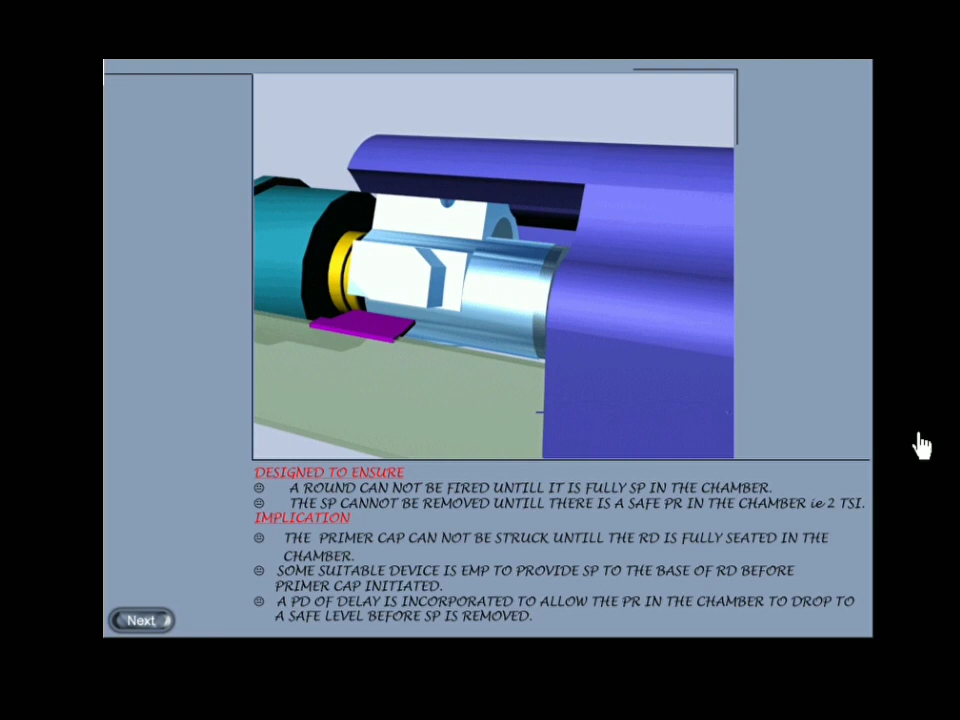 DESIGNED TO ENSURE
A ROUND CAN NOT BE FIRED UNTILL IT IS FULLY SP IN THE CHAMBER.
THE SP CANNOT BE REMOVED UNTILL THERE IS A SAFE PR IN THE CHAMBER ie 2 TSI.
IMPLICATION
THE PRIMER CAP CAN NOT BE STRUCK UNTILL THE RD IS FULLY SEATED IN THE
CHAMBER.
SOME SUITABLE DEVICE IS EMP TO PROVIDE SP TO THE BASE OF RD BEFORE
PRIMER CAP INITIATED.
A PD OF DELAY IS INCORPORATED TO ALLOW THE PR IN THE CHAMBER TO DROP TO
A SAFE LEVEL BEFORE SP IS REMOVED.
Next